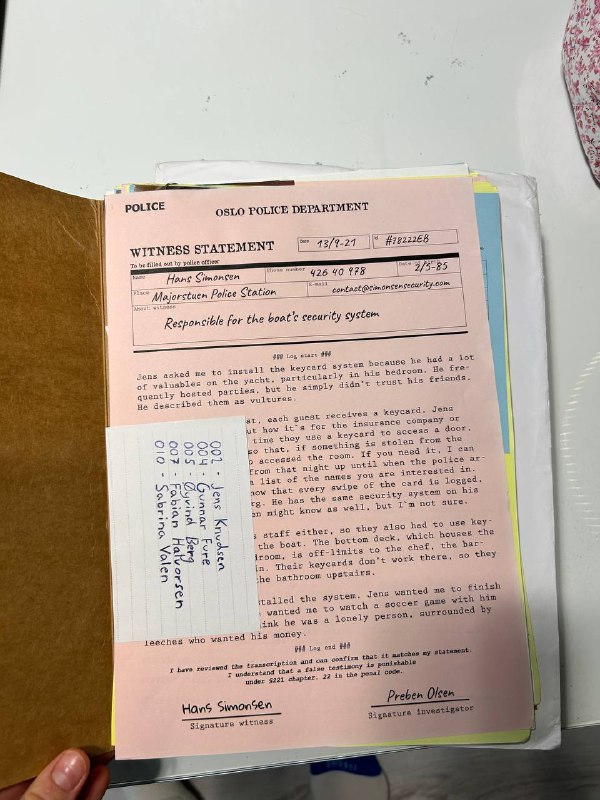 POLICE
OSLO POLICE DEPARTMENT
WITNESS STATEMENT
Date 13/9-21
Id #78222EB
To be filled out by police officer
Name Hans Simonsen
Phone number 426 40 978
Date of birth 2/5-85
Place Majorstuen Police Station
E-mail contact@simonsensecurity.com
About witness
Responsible for the boat's security system
### Log start ###
Jens asked me to install the keycard system because he had a lot
of valuables on the yacht, particularly in his bedroom. He fre-
quently hosted parties, but he simply didn't trust his friends.
He described them as vultures.
st, each guest receives a keycard. Jens
ut how it's for the insurance company or
time they use a keycard to access a door,
so that, if something is stolen from the
o accessed the room. If you need it, I can
from that night up until when the police ar-
list of the names you are interested in.
now that every swipe of the card is logged,
rg. He has the same security system on his
en might know as well, but I'm not sure.
s staff either, so they also had to use key-
the boat. The bottom deck, which houses the
droom, is off-limits to the chef, the bar-
in. Their keycards don't work there, so they
the bathroom upstairs.
talled the system, Jens wanted me to finish
wanted me to watch a soccer game with him
ink he was a lonely person, surrounded by
leeches who wanted his money.
### Log end ###
I have reviewed the transcription and can confirm that it matches my statement.
I understand that a false testimony is punishable
under §221 chapter. 22 in the penal code.
Hans Simonsen
Signature witness
Preben Olsen
Signature investigator
001 - Jens Knudsen
004 - Gunnar Fure
005 - Øyvind Berg
007 - Fabian Halvorsen
010 - Sabrina Valen